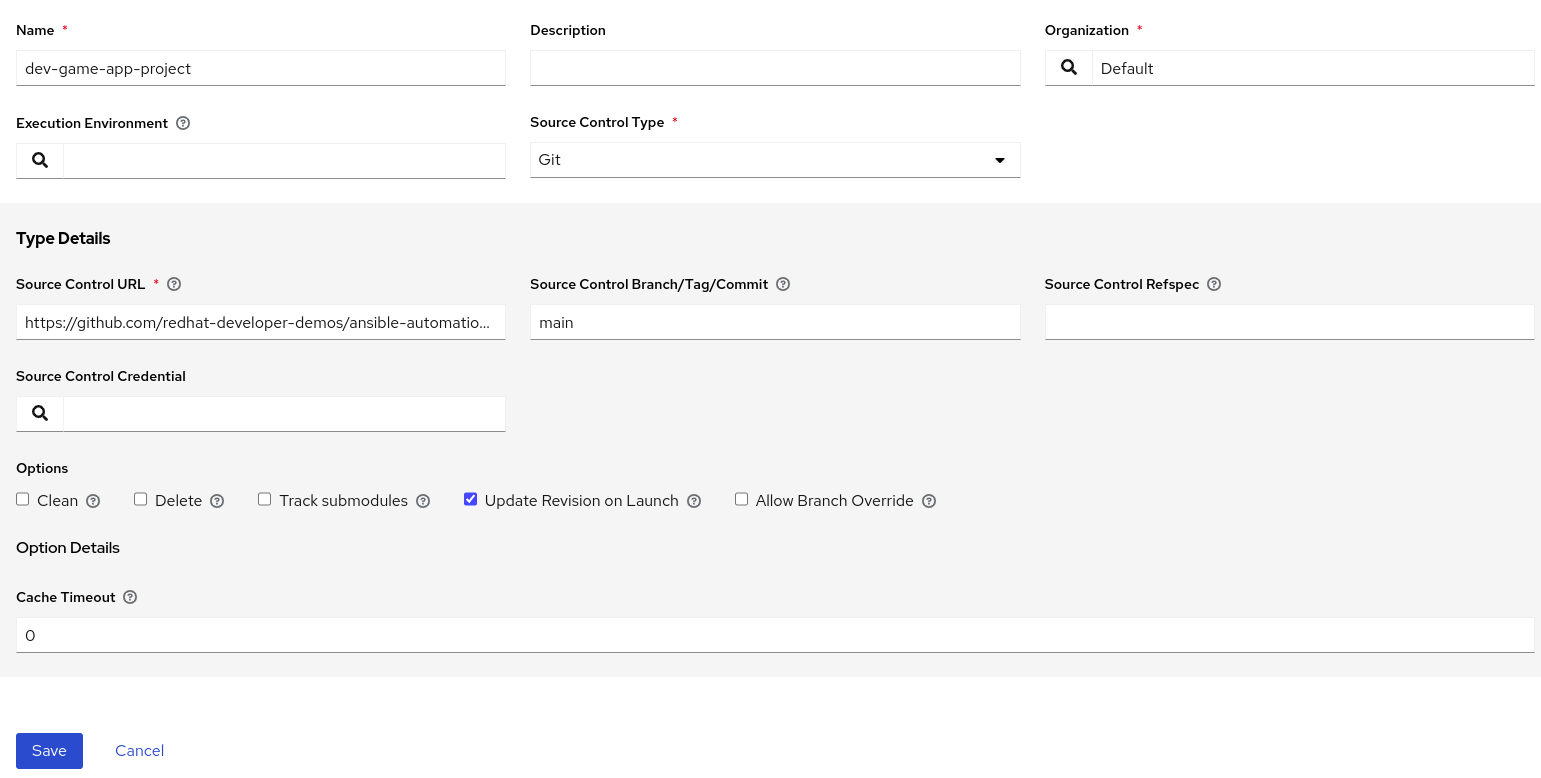 Name * Description Organization *
dev-game-app-project Default
Execution Environment Source Control Type *
Git
Type Details
Source Control URL * Source Control Branch/Tag/Commit Source Control Refspec
https://github.com/redhat-developer-demos/ansible-automatio... main
Source Control Credential
Options
Clean Delete Track submodules Update Revision on Launch Allow Branch Override
Option Details
Cache Timeout
0
Save Cancel